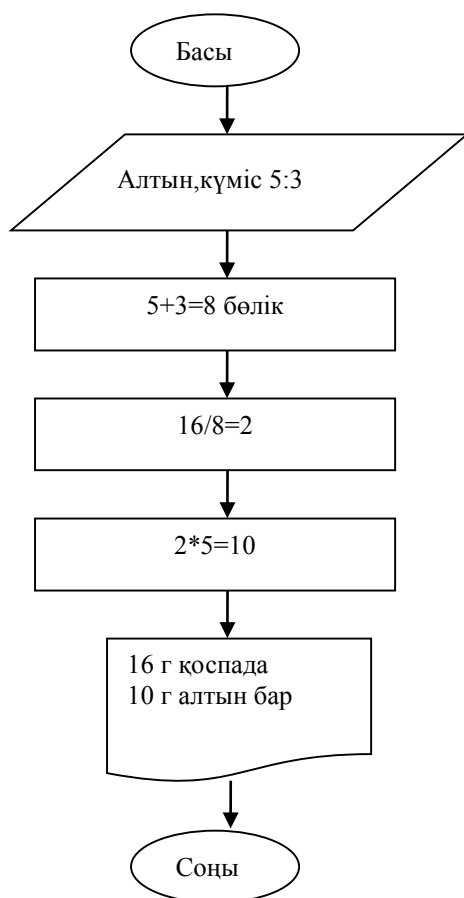 Басы
Алтын,күміс 5:3
5+3=8 бөлік
16/8=2
2*5=10
16 г қоспада
10 г алтын бар
Соңы